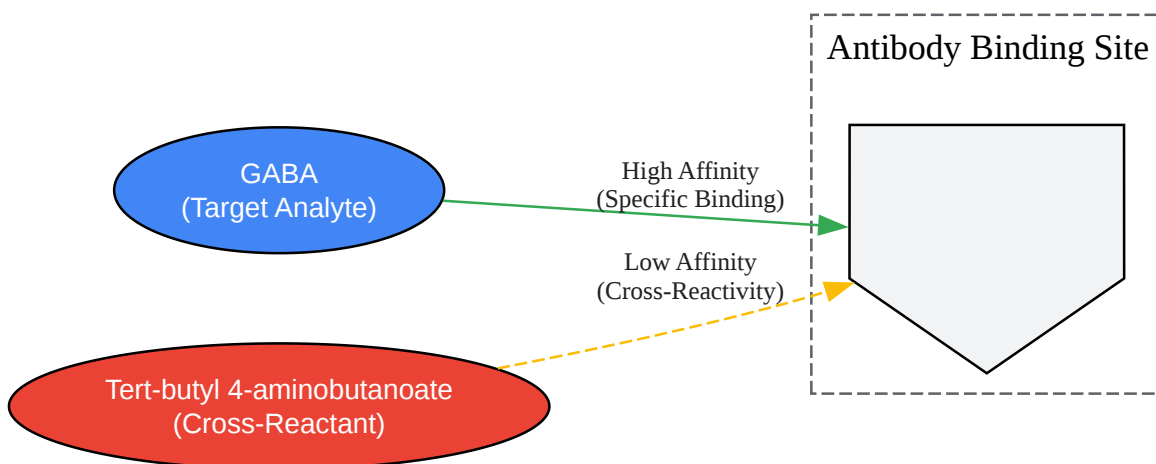 Antibody Binding Site
GABA
(Target Analyte)
High Affinity
(Specific Binding)
Low Affinity
(Cross-Reactivity)
Tert-butyl 4-aminobutanoate
(Cross-Reactant)